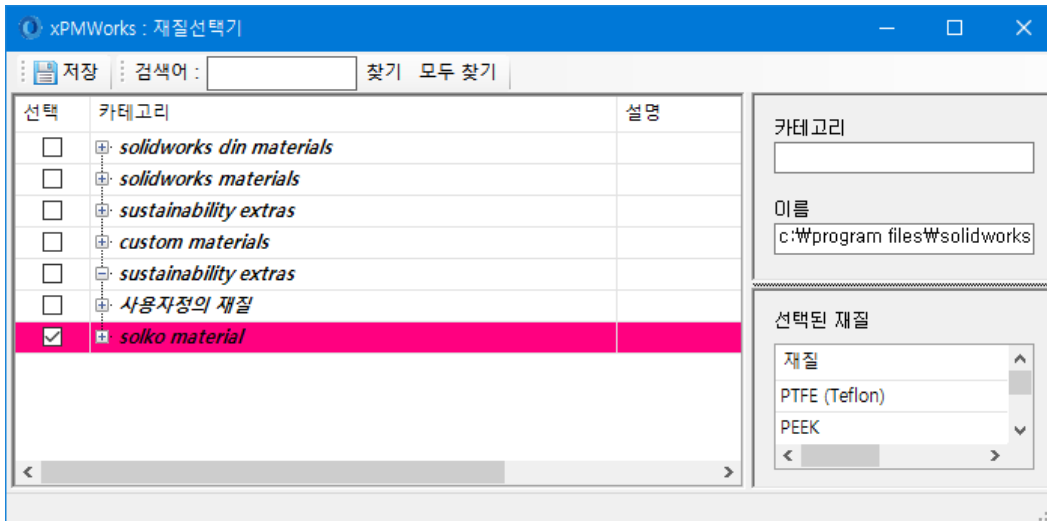 xPMWorks : 재질선택기
저장 검색어 : 찾기 모두 찾기
선택 카테고리 설명
solidworks din materials
solidworks materials
sustainability extras
custom materials
sustainability extras
사용자정의 재질
solko material
카테고리
이름
c:₩program files₩solidworks
선택된 재질
재질
PTFE (Teflon)
PEEK